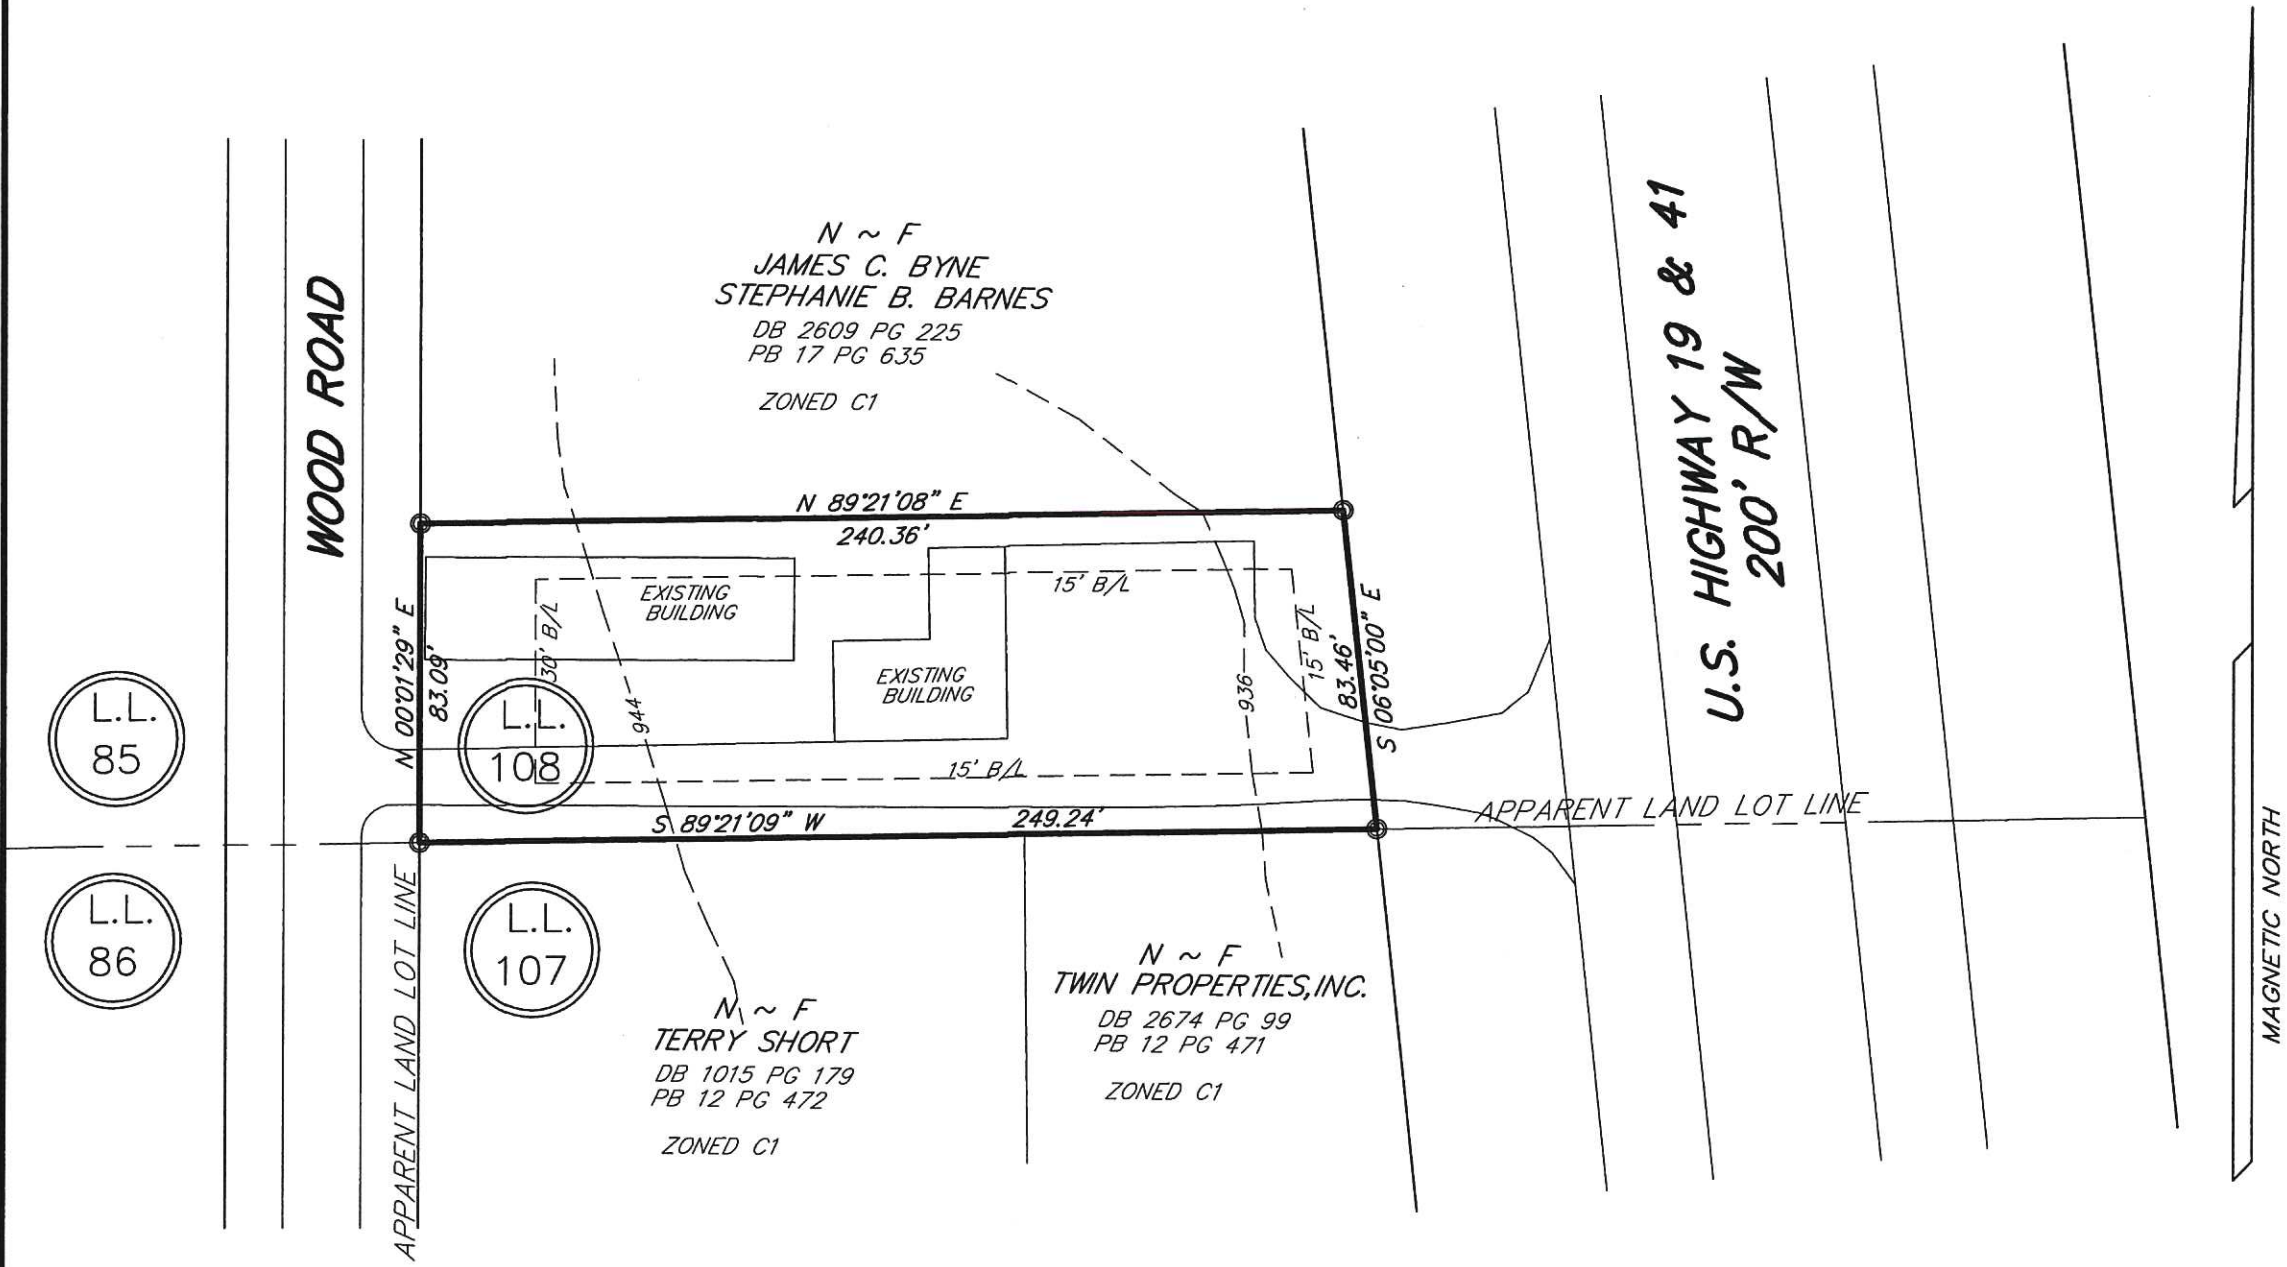 WOOD ROAD
N ~ F
JAMES C. BYNE
STEPHANIE B. BARNES
DB 2609 PG 225
PB 17 PG 635
ZONED C1
U.S. HIGHWAY 19 & 41
200' R/W
N 89°21'08" E
240.36'
EXISTING
BUILDING
15' B/L
30' B/L
15' B/L
N 00°01'29" E
83.09'
EXISTING
BUILDING
944
936
83.46'
S 06°05'00" E
L.L.
85
L.L.
108
15' B/L
S 89°21'09" W
249.24'
APPARENT LAND LOT LINE
L.L.
86
APPARENT LAND LOT LINE
L.L.
107
N ~ F
TERRY SHORT
DB 1015 PG 179
PB 12 PG 472
ZONED C1
N ~ F
TWIN PROPERTIES,INC.
DB 2674 PG 99
PB 12 PG 471
ZONED C1
MAGNETIC NORTH